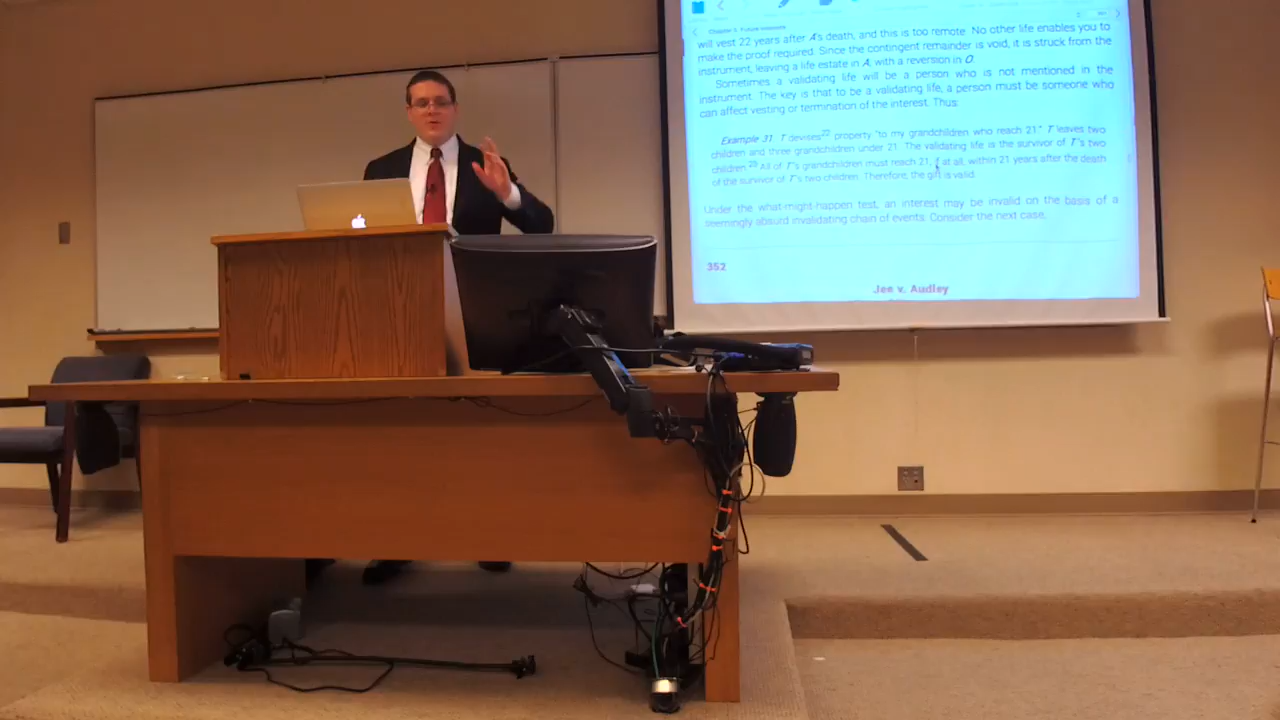 Chapter 3. Future Interests
will vest 22 years after A's death, and this is too remote. No other life enables you to
make the proof required. Since the contingent remainder is void, it is struck from the
instrument, leaving a life estate in A, with a reversion in O.
Sometimes a validating life will be a person who is not mentioned in the
instrument. The key is that to be a validating life, a person must be someone who
can affect vesting or termination of the interest. Thus:
Example 31. T devises22 property "to my grandchildren who reach 21." T leaves two
children and three grandchildren under 21. The validating life is the survivor of T's two
children.23 All of T's grandchildren must reach 21, if at all, within 21 years after the death
of the survivor of T's two children. Therefore, the gift is valid.
Under the what-might-happen test, an interest may be invalid on the basis of a
seemingly absurd invalidating chain of events. Consider the next case.
352
Jee v. Audley